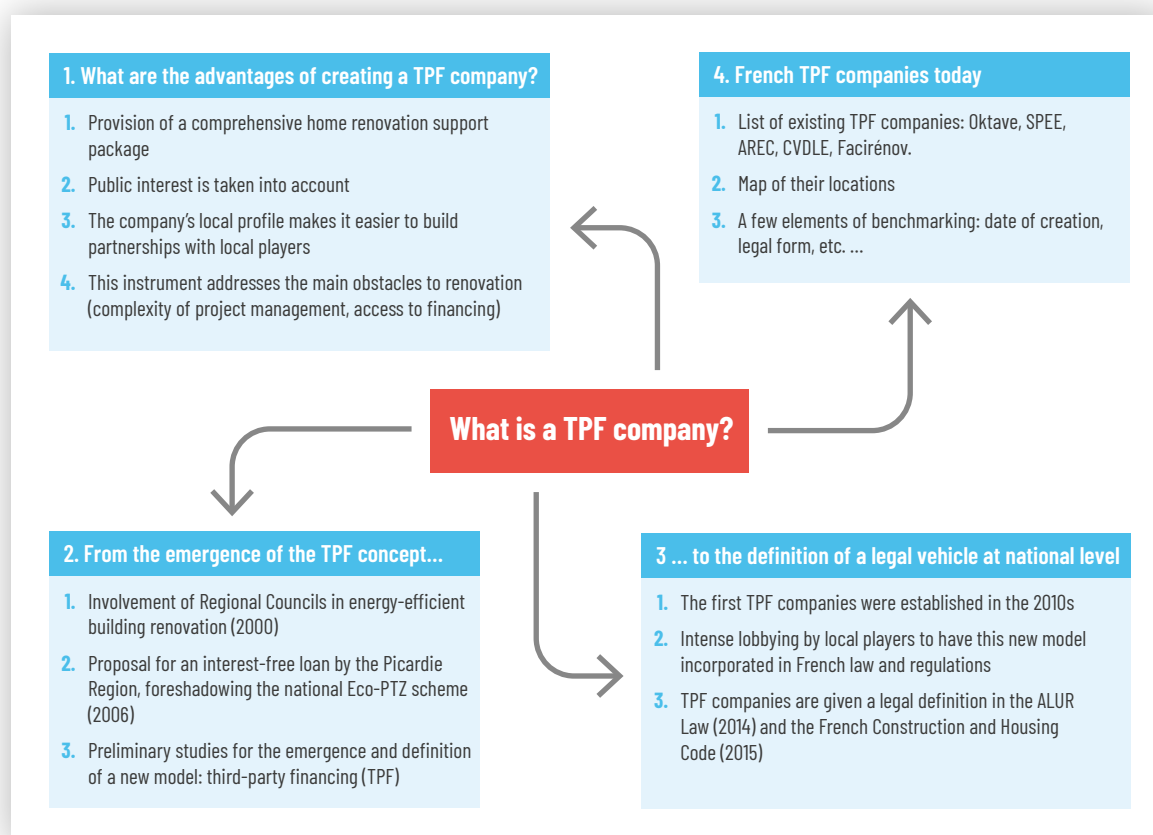 1. What are the advantages of creating a TPF company?
1. Provision of a comprehensive home renovation support
package
2. Public interest is taken into account
3. The company's local profile makes it easier to build
partnerships with local players
4. This instrument addresses the main obstacles to renovation
(complexity of project management, access to financing)
4. French TPF companies today
1. List of existing TPF companies: Oktave, SPEE,
AREC, CVDLE, Facirénov.
2. Map of their locations
3. A few elements of benchmarking: date of creation,
legal form, etc. ...
What is a TPF company?
2. From the emergence of the TPF concept...
1. Involvement of Regional Councils in energy-efficient
building renovation (2000)
2. Proposal for an interest-free loan by the Picardie
Region, foreshadowing the national Eco-PTZ scheme
(2006)
3. Preliminary studies for the emergence and definition
of a new model: third-party financing (TPF)
3 ... to the definition of a legal vehicle at national level
1. The first TPF companies were established in the 2010s
2. Intense lobbying by local players to have this new model
incorporated in French law and regulations
3. TPF companies are given a legal definition in the ALUR
Law (2014) and the French Construction and Housing
Code (2015)